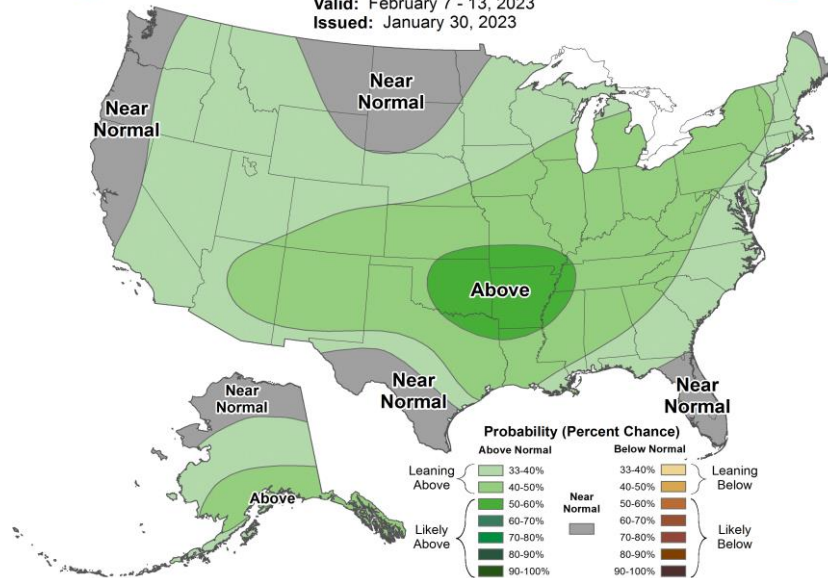 Valid: February 7 - 13, 2023
Issued: January 30, 2023
Near
Normal
Near
Normal
Above
Near
Normal
Near
Normal
Near
Normal
Above
Probability (Percent Chance)
Above Normal
Below Normal
Leaning
Above
33-40%
40-50%
Likely
Above
50-60%
60-70%
70-80%
80-90%
90-100%
Near
Normal
33-40%
40-50%
Leaning
Below
50-60%
60-70%
70-80%
80-90%
90-100%
Likely
Below